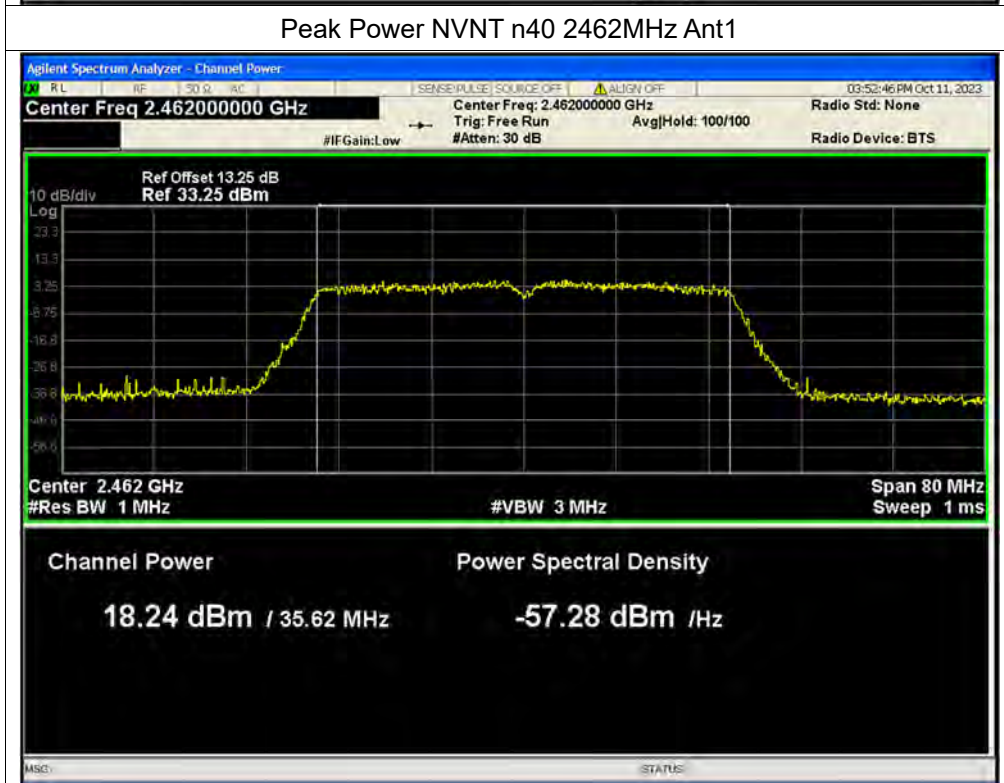 Peak Power NVNT n40 2462MHz Ant1
Agilent Spectrum Analyzer - Channel Power
RL RF 50 Ω AC SENSE:PULSE SOURCE OFF ALIGN OFF 03:52:46 PM Oct 11, 2023
Center Freq 2.462000000 GHz Center Freq: 2.462000000 GHz Radio Std: None
Trig: Free Run Avg|Hold: 100/100
#IFGain:Low #Atten: 30 dB Radio Device: BTS
Ref Offset 13.25 dB
10 dB/div Ref 33.25 dBm
Log
23.3
13.3
3.25
-6.75
-16.8
-26.8
-36.8
-46.8
-56.8
Center 2.462 GHz Span 80 MHz
#Res BW 1 MHz #VBW 3 MHz Sweep 1 ms
Channel Power Power Spectral Density
18.24 dBm / 35.62 MHz -57.28 dBm /Hz
MSG STATUS